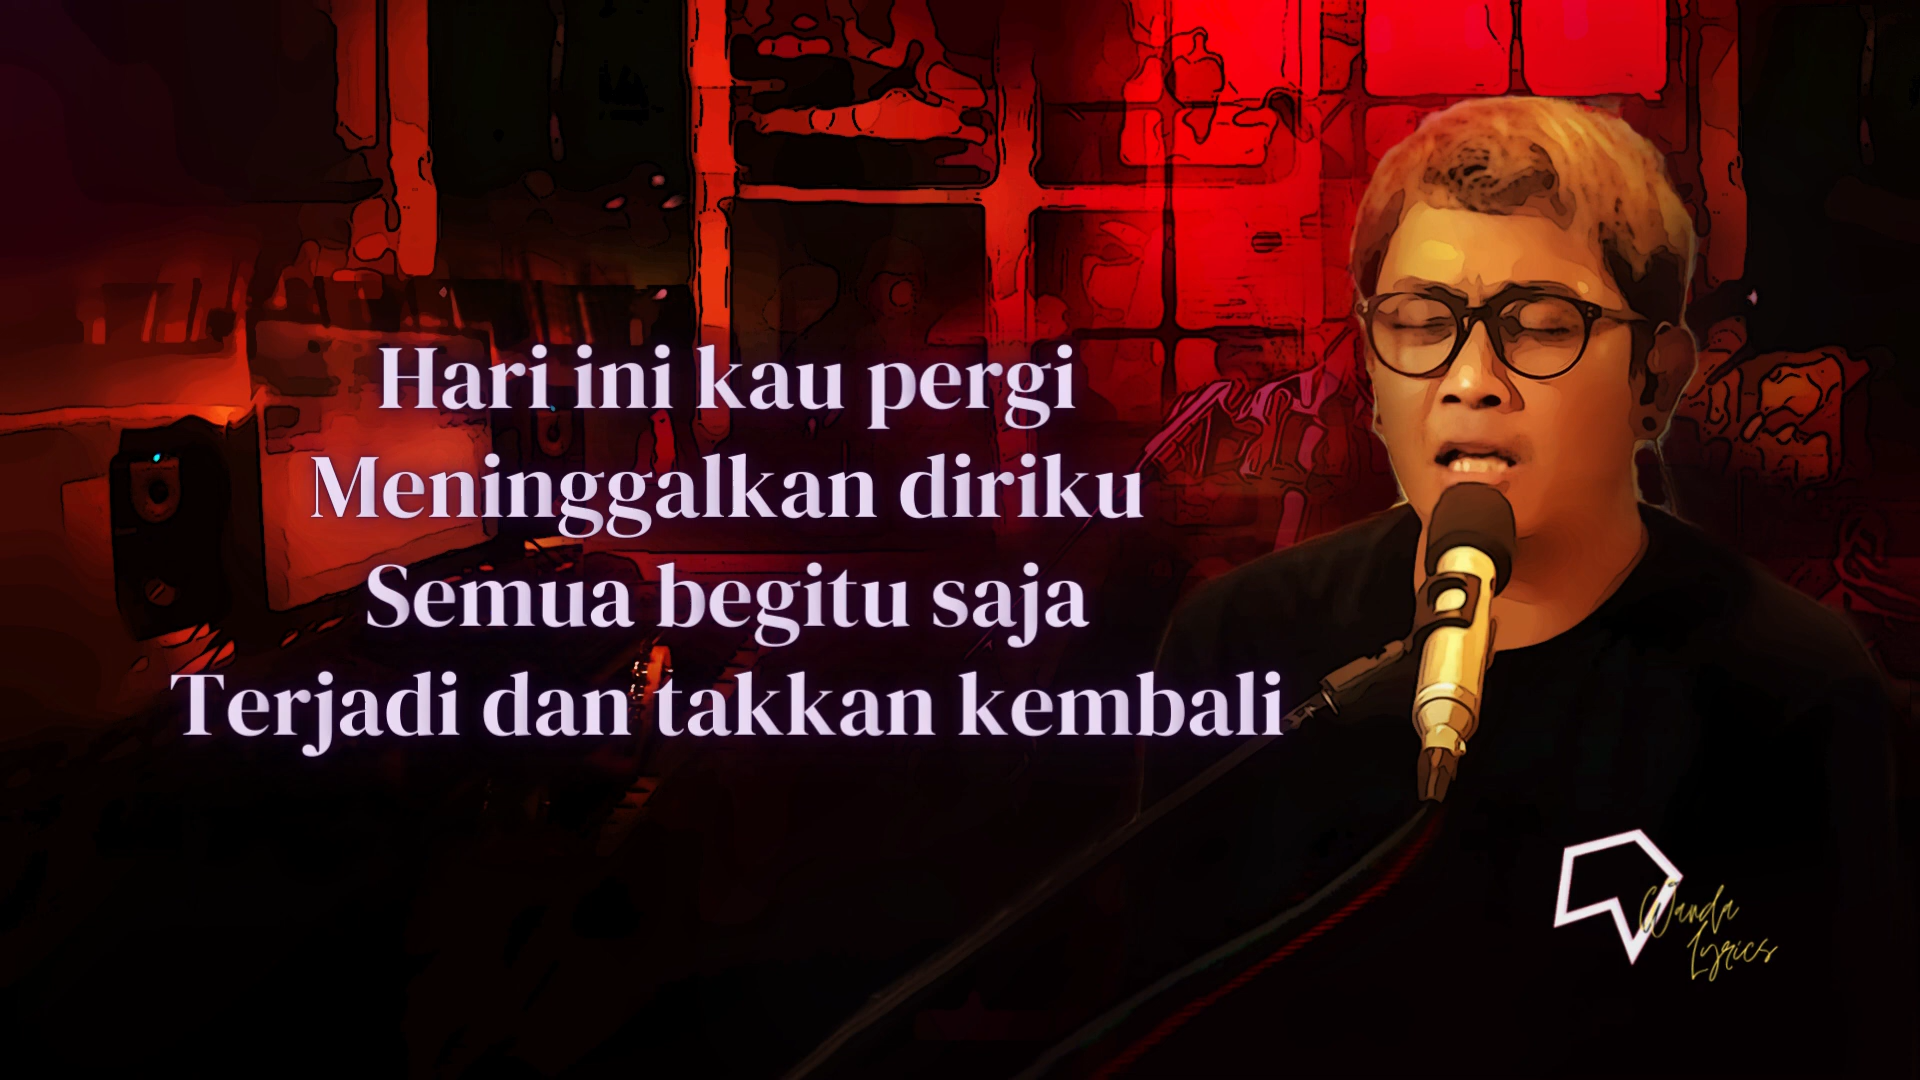 Hari ini kau pergi
Meninggalkan diriku
Semua begitu saja
Terjadi dan takkan kembali
Wanda
Lyrics